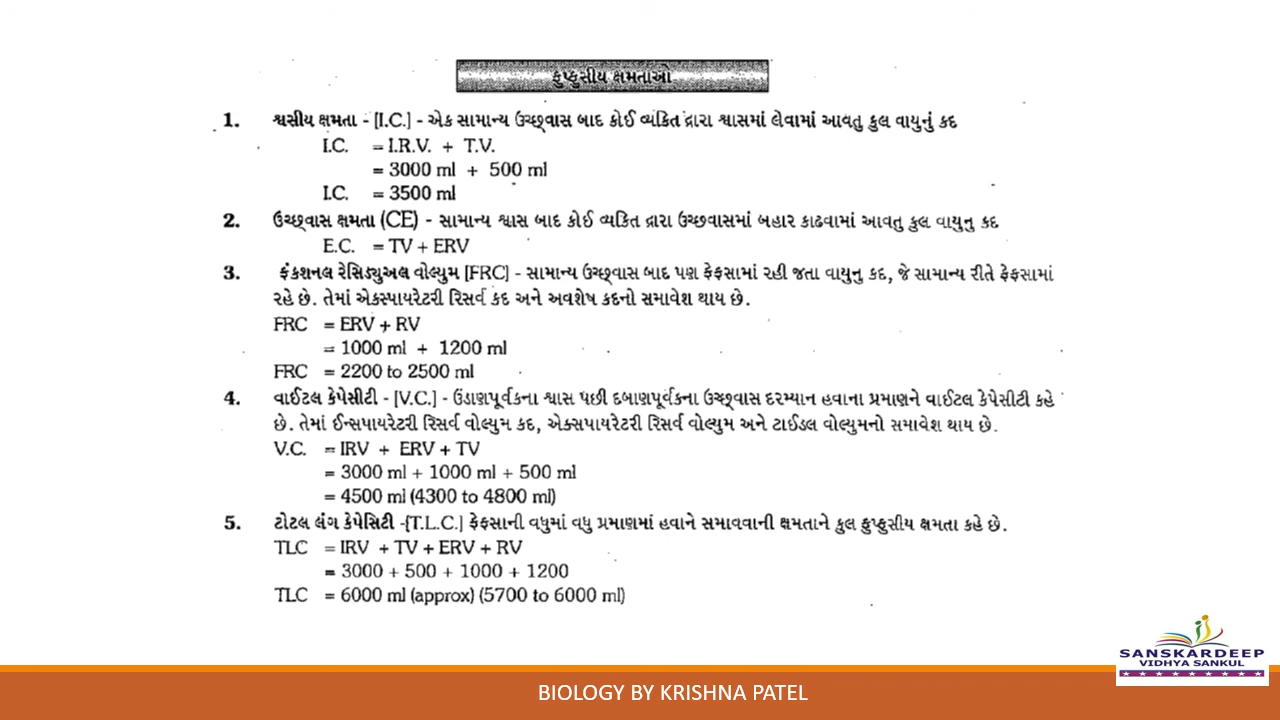 ફુપ્ફુસીય ક્ષમતાઓ
1. શ્વસીય ક્ષમતા - [I.C.] - એક સામાન્ય ઉચ્છ્વાસ બાદ કોઈ વ્યકિત દ્રારા શ્વાસમાં લેવામાં આવતુ કુલ વાયુનું કદ
I.C. = I.R.V. + T.V.
= 3000 ml + 500 ml
I.C. = 3500 ml
2. ઉચ્છ્વાસ ક્ષમતા (CE) - સામાન્ય શ્વાસ બાદ કોઈ વ્યકિત દ્રારા ઉચ્છવાસમાં બહાર કાઢવામાં આવતુ કુલ વાયુનુ કદ
E.C. = TV + ERV
3. ફંકશનલ રેસિડ્યુઅલ વોલ્યુમ [FRC] - સામાન્ય ઉચ્છ્વાસ બાદ પણ ફેફસામાં રહી જતા વાયુનુ કદ, જે સામાન્ય રીતે ફેફસામાં
રહે છે. તેમાં એકસ્પાયરેટરી રિસર્વ કદ અને અવશેષ કદનો સમાવેશ થાય છે.
FRC = ERV + RV
= 1000 ml + 1200 ml
FRC = 2200 to 2500 ml
4. વાઈટલ કેપેસીટી - [V.C.] - ઉંડાણપૂર્વકના શ્વાસ પછી દબાણપૂર્વકના ઉચ્છ્વાસ દરમ્યાન હવાના પ્રમાણને વાઈટલ કેપેસીટી કહે
છે. તેમાં ઈન્સપાયરેટરી રિસર્વ વોલ્યુમ કદ, એક્સપાયરેટરી રિસર્વ વોલ્યુમ અને ટાઈડલ વોલ્યુમનો સમાવેશ થાય છે.
V.C. = IRV + ERV + TV
= 3000 ml + 1000 ml + 500 ml
= 4500 ml (4300 to 4800 ml)
5. ટોટલ લંગ કેપેસિટી -[T.L.C.] ફેફસાની વધુમાં વધુ પ્રમાણમાં હવાને સમાવવાની ક્ષમતાને કુલ ફુપ્ફુસીય ક્ષમતા કહે છે.
TLC = IRV + TV + ERV + RV
= 3000 + 500 + 1000 + 1200
TLC = 6000 ml (approx) (5700 to 6000 ml)
SANSKARDEEP
VIDHYA SANKUL
BIOLOGY BY KRISHNA PATEL